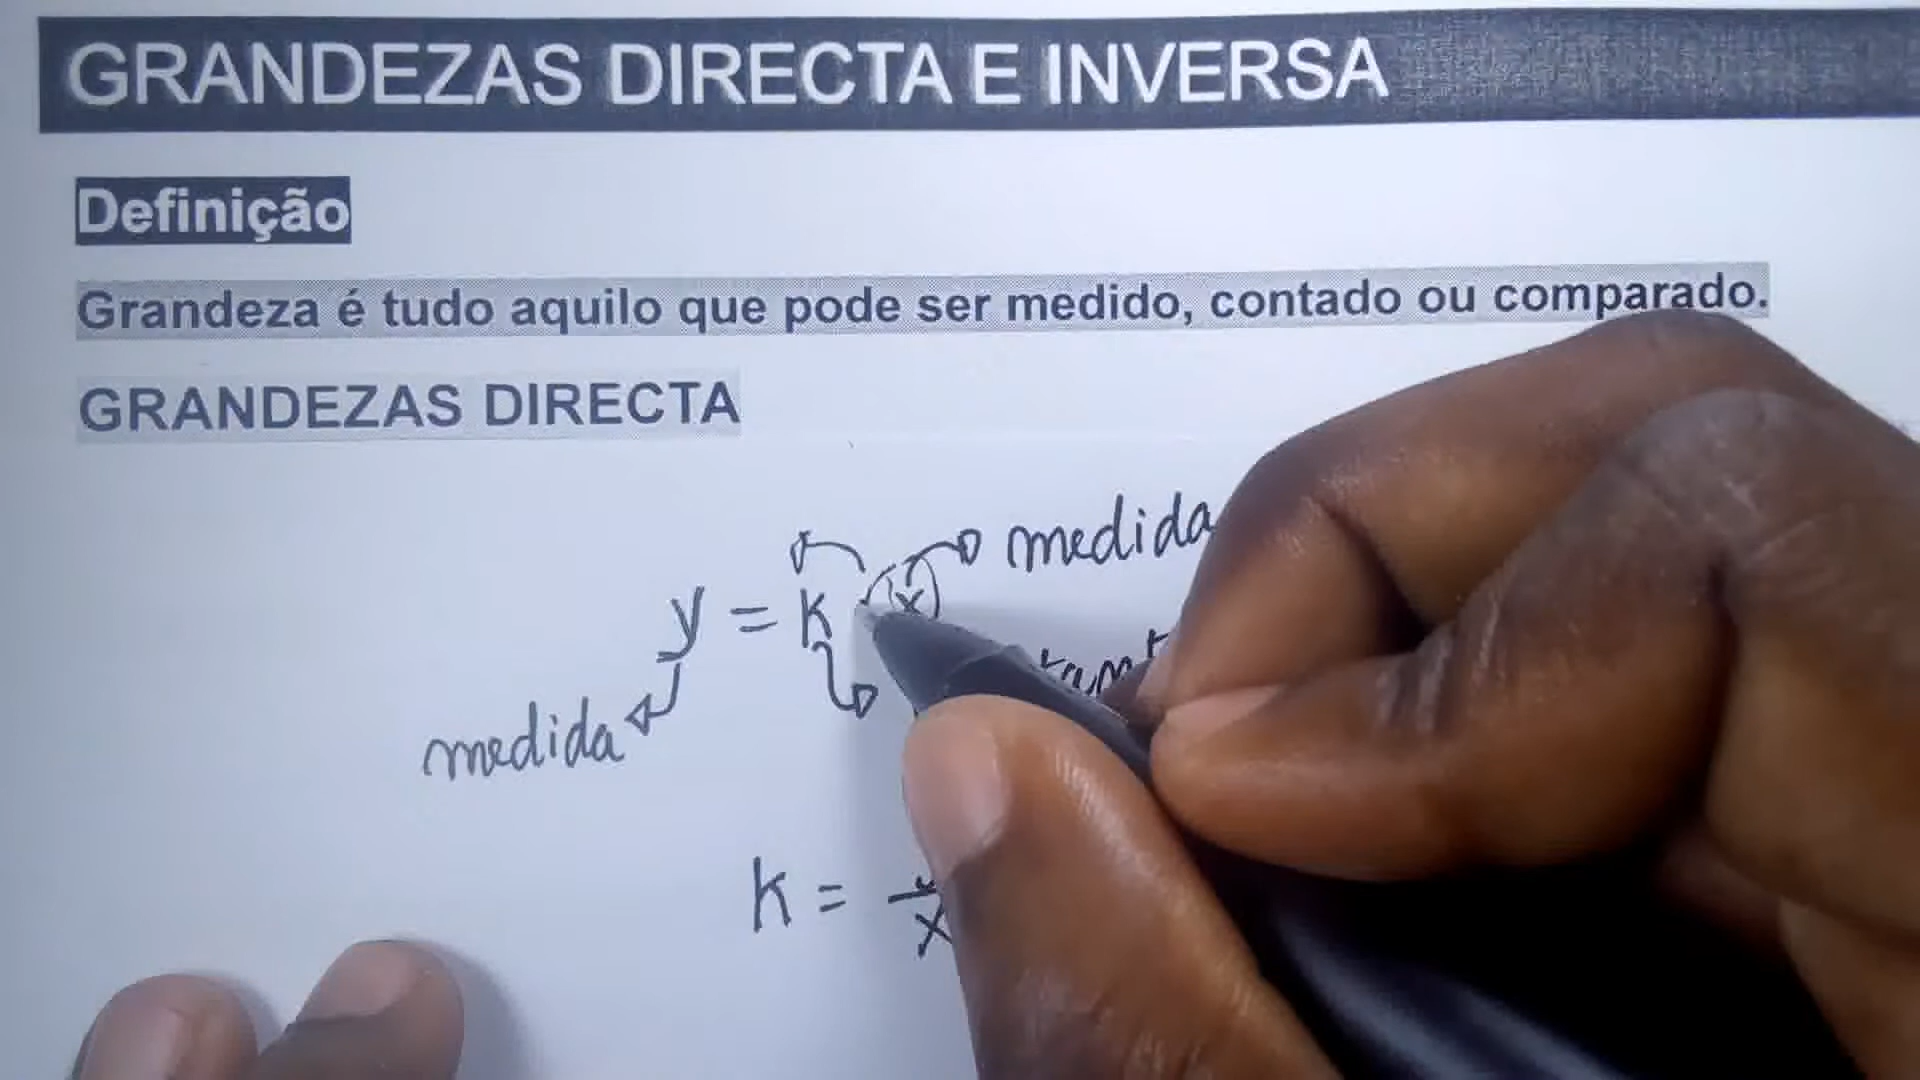 GRANDEZAS DIRECTA E INVERSA
Definição
Grandeza é tudo aquilo que pode ser medido, contado ou comparado.
GRANDEZAS DIRECTA
medida
y = k x
medida
k = y/x